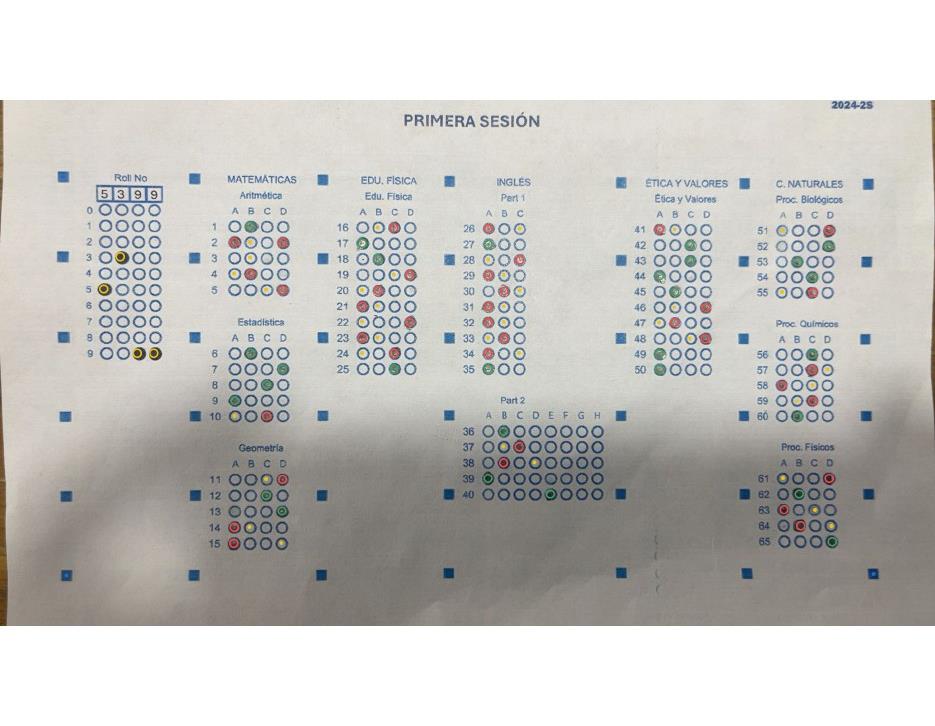 2024-2S
PRIMERA SESIÓN
Roll No
5 3 9 9
0
1
2
3
4
5
6
7
8
9
MATEMÁTICAS
Aritmética
A B C D
1
2
3
4
5
Estadística
A B C D
6
7
8
9
10
Geometría
A B C D
11
12
13
14
15
EDU. FÍSICA
Edu. Física
A B C D
16
17
18
19
20
21
22
23
24
25
INGLÉS
Part 1
A B C
26
27
28
29
30
31
32
33
34
35
Part 2
A B C D E F G H
36
37
38
39
40
ÉTICA Y VALORES
Ética y Valores
A B C D
41
42
43
44
45
46
47
48
49
50
C. NATURALES
Proc. Biológicos
A B C D
51
52
53
54
55
Proc. Químicos
A B C D
56
57
58
59
60
Proc. Físicos
A B C D
61
62
63
64
65